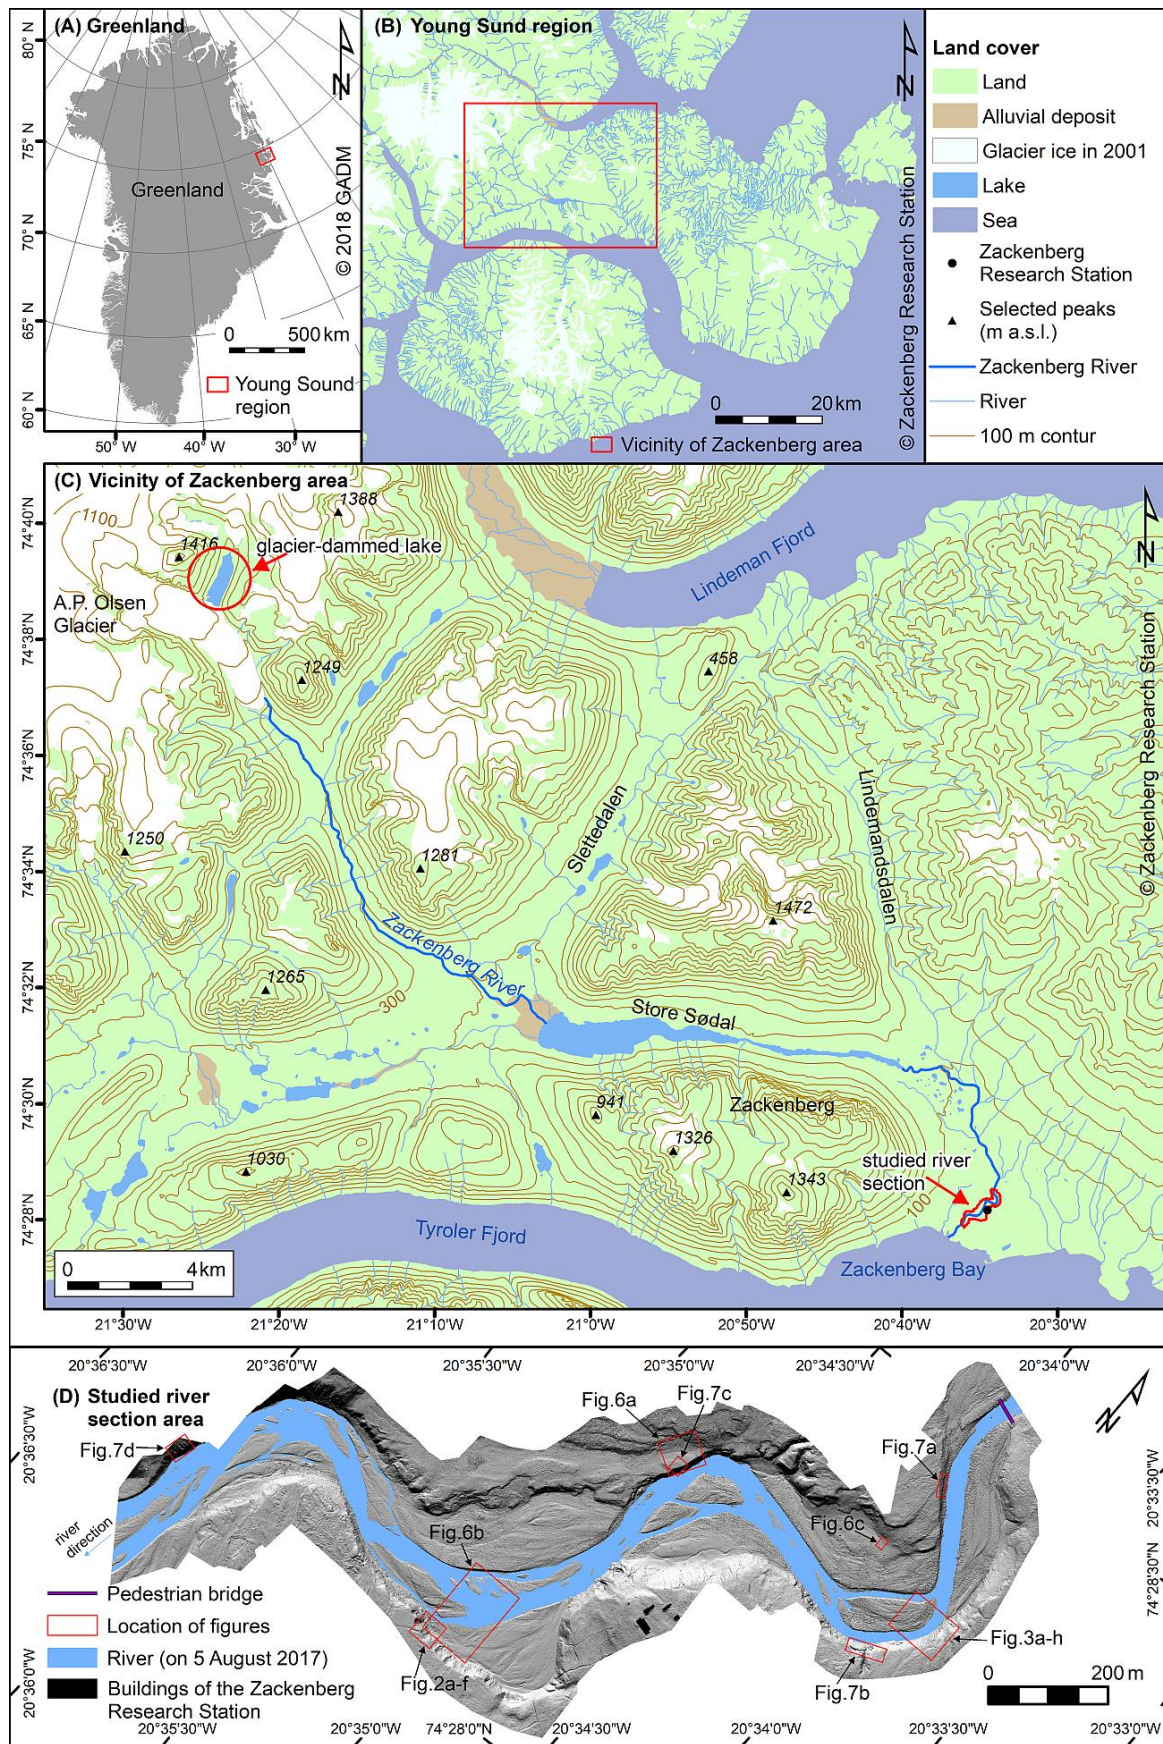 (A) Greenland
80° N
75° N
70° N
65° N
60° N
N
Greenland
© 2018 GADM
0 500 km
Young Sound
region
50°W 40°W 30°W
(B) Young Sund region
N
© Zackenberg Research Station
0 20 km
Vicinity of Zackenberg area
Land cover
Land
Alluvial deposit
Glacier ice in 2001
Lake
Sea
Zackenberg
Research Station
Selected peaks
(m a.s.l.)
Zackenberg River
River
100 m contur
(C) Vicinity of Zackenberg area
74°40'N
74°38'N
74°36'N
74°34'N
74°32'N
74°30'N
74°28'N
1100
1388
1416
glacier-dammed lake
A.P. Olsen
Glacier
Lindeman Fjord
N
1249
458
© Zackenberg Research Station
1250
1281
Slettedalen
Lindemandsdalen
1472
Zackenberg River
1265
300
Store Sødal
941
Zackenberg
1326
1030
1343
studied river
section
100
Tyroler Fjord
Zackenberg Bay
0 4 km
21°30'W 21°20'W 21°10'W 21°0'W 20°50'W 20°40'W 20°30'W
20°36'30"W 20°36'0"W 20°35'30"W 20°35'0"W 20°34'30"W 20°34'0"W
(D) Studied river
section area
N
20°36'30"W
20°36'0"W
20°33'30"W
74°28'30"N
Fig.7d
Fig.6a
Fig.7c
Fig.7a
Fig.6c
Fig.6b
river
direction
Pedestrian bridge
Location of figures
River (on 5 August 2017)
Buildings of the Zackenberg
Research Station
Fig.2a-f
Fig.7b
Fig.3a-h
0 200 m
20°35'30"W 20°35'0"W 74°28'0"N 20°34'30"W 20°34'0"W 20°33'30"W 20°33'0"W